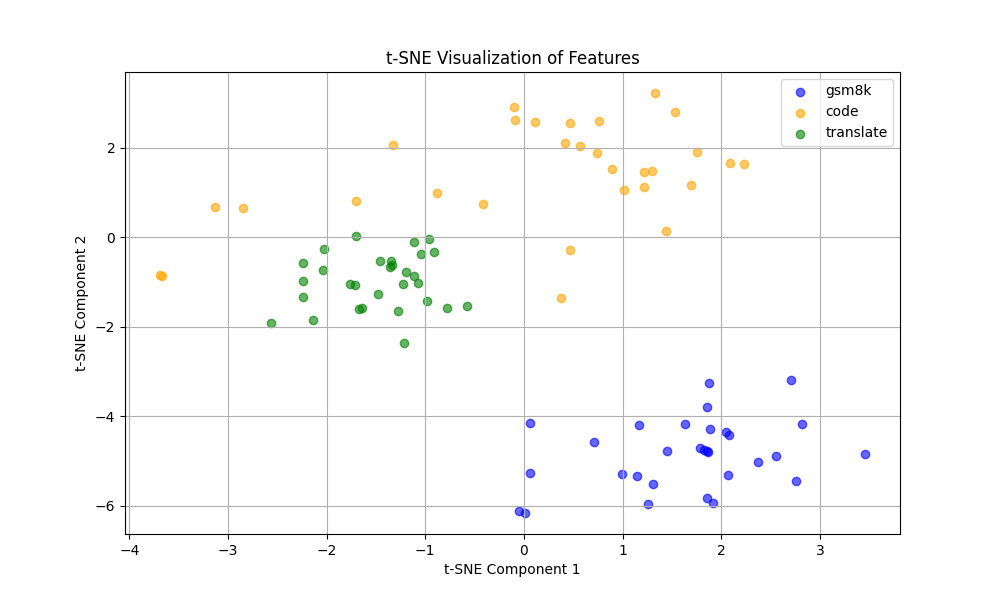 t-SNE Visualization of Features
gsm8k
code
translate
t-SNE Component 2
2
0
−2
−4
−6
−4
−3
−2
−1
0
1
2
3
t-SNE Component 1